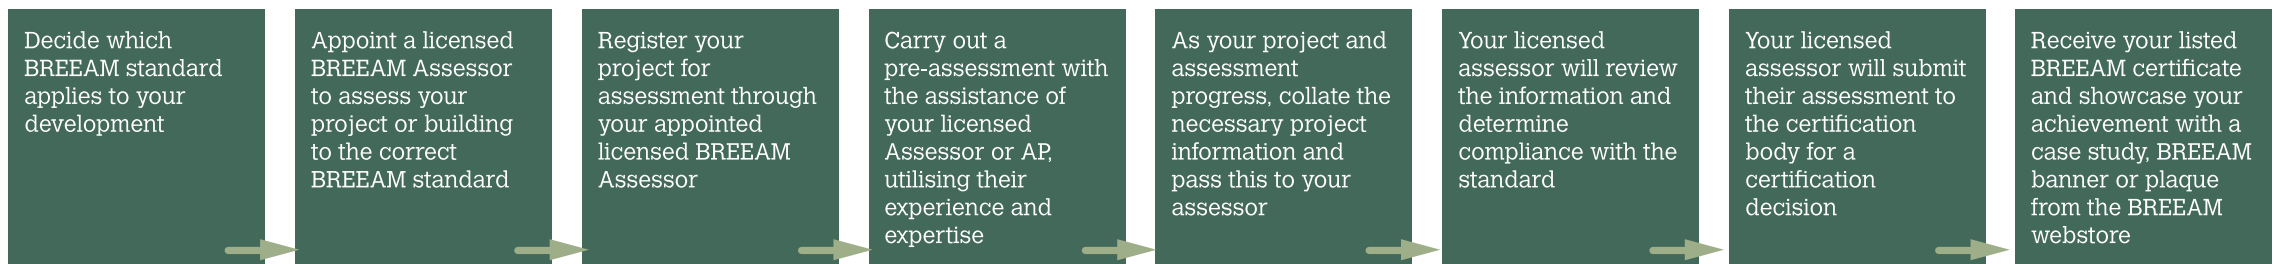 Decide which
BREEAM standard
applies to your
development
Appoint a licensed
BREEAM Assessor
to assess your
project or building
to the correct
BREEAM standard
Register your
project for
assessment through
your appointed
licensed BREEAM
Assessor
Carry out a
pre-assessment with
the assistance of
your licensed
Assessor or AP,
utilising their
experience and
expertise
As your project and
assessment
progress, collate the
necessary project
information and
pass this to your
assessor
Your licensed
assessor will review
the information and
determine
compliance with the
standard
Your licensed
assessor will submit
their assessment to
the certification
body for a
certification
decision
Receive your listed
BREEAM certificate
and showcase your
achievement with a
case study, BREEAM
banner or plaque
from the BREEAM
webstore